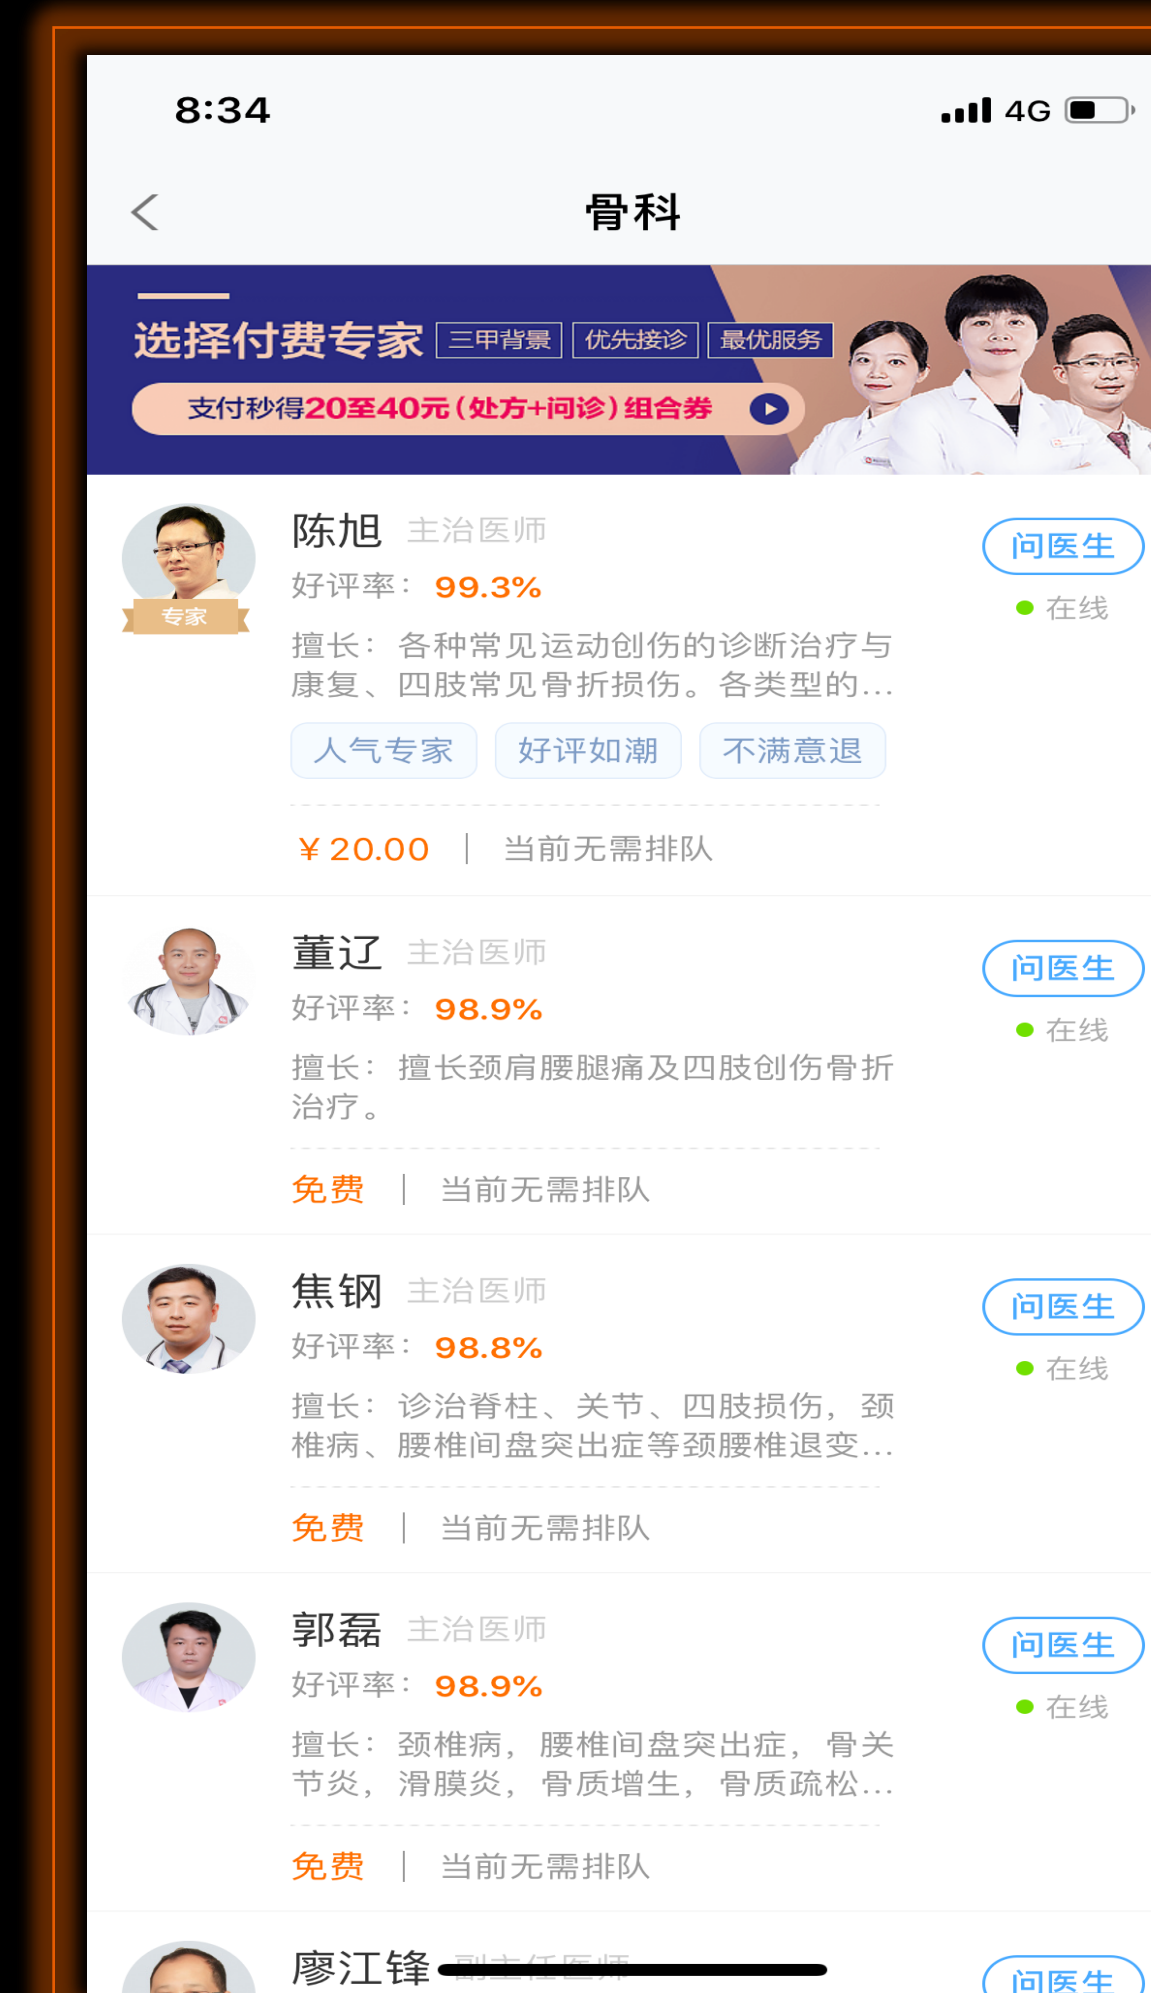 8:34 4G
骨科
选择付费专家 三甲背景 优先接诊 最优服务
支付秒得20至40元(处方+问诊)组合券
陈旭 主治医师 问医生
好评率：99.3% 在线
专家
擅长：各种常见运动创伤的诊断治疗与
康复、四肢常见骨折损伤。各类型的...
人气专家 好评如潮 不满意退
¥20.00 | 当前无需排队
董辽 主治医师 问医生
好评率：98.9% 在线
擅长：擅长颈肩腰腿痛及四肢创伤骨折
治疗。
免费 | 当前无需排队
焦钢 主治医师 问医生
好评率：98.8% 在线
擅长：诊治脊柱、关节、四肢损伤，颈
椎病、腰椎间盘突出症等颈腰椎退变...
免费 | 当前无需排队
郭磊 主治医师 问医生
好评率：98.9% 在线
擅长：颈椎病，腰椎间盘突出症，骨关
节炎，滑膜炎，骨质增生，骨质疏松...
免费 | 当前无需排队
廖江锋 副主任医师 问医生